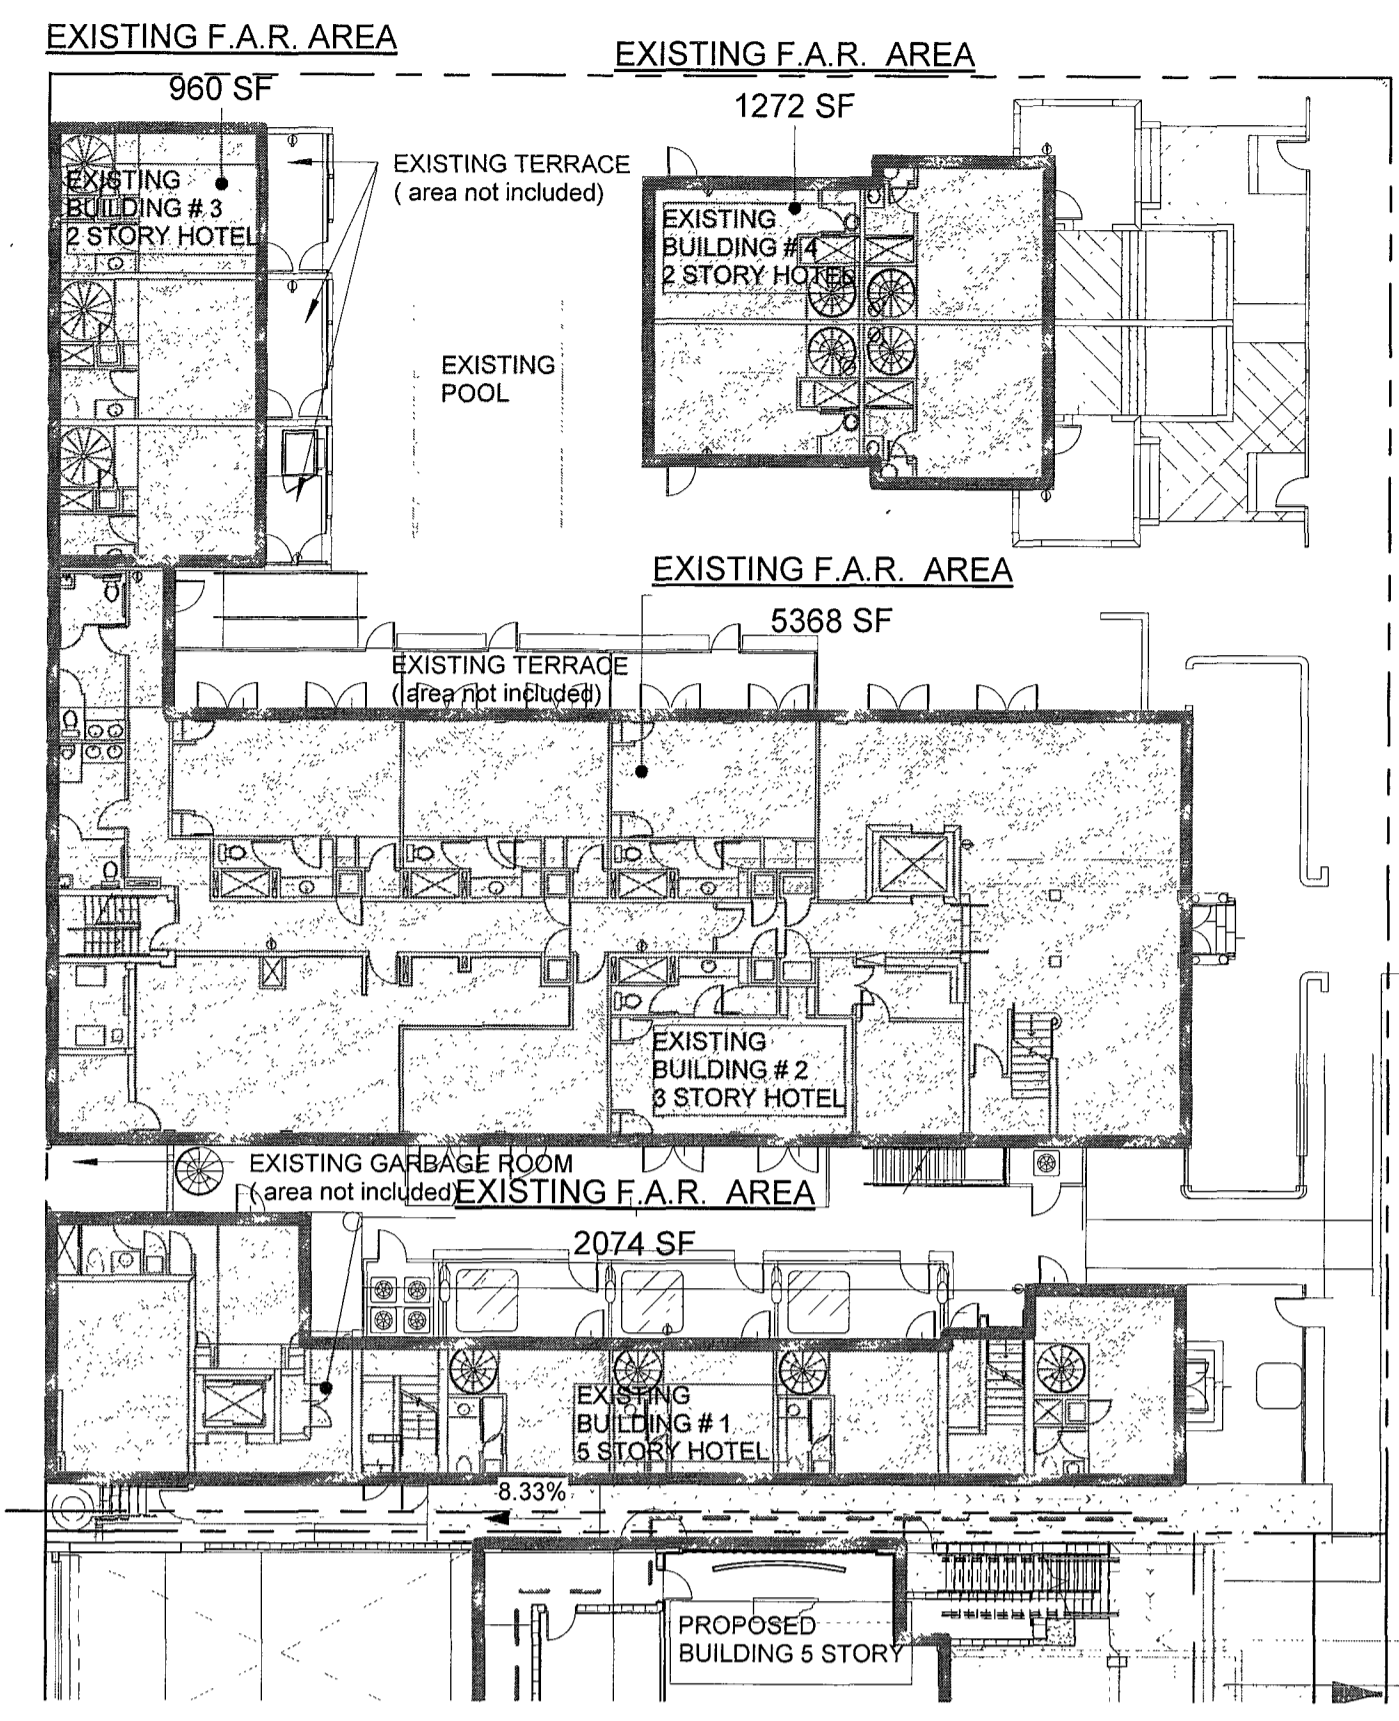 EXISTING F.A.R. AREA
960 SF
EXISTING F.A.R. AREA
1272 SF
EXISTING TERRACE
( area not included)
EXISTING
BUILDING # 3
2 STORY HOTEL
EXISTING
BUILDING # 4
2 STORY HOTEL
EXISTING
POOL
EXISTING F.A.R. AREA
5368 SF
EXISTING TERRACE
( area not included)
EXISTING
BUILDING # 2
3 STORY HOTEL
EXISTING GARBAGE ROOM
( area not included)
EXISTING F.A.R. AREA
2074 SF
EXISTING
BUILDING # 1
5 STORY HOTEL
8.33%
PROPOSED
BUILDING 5 STORY